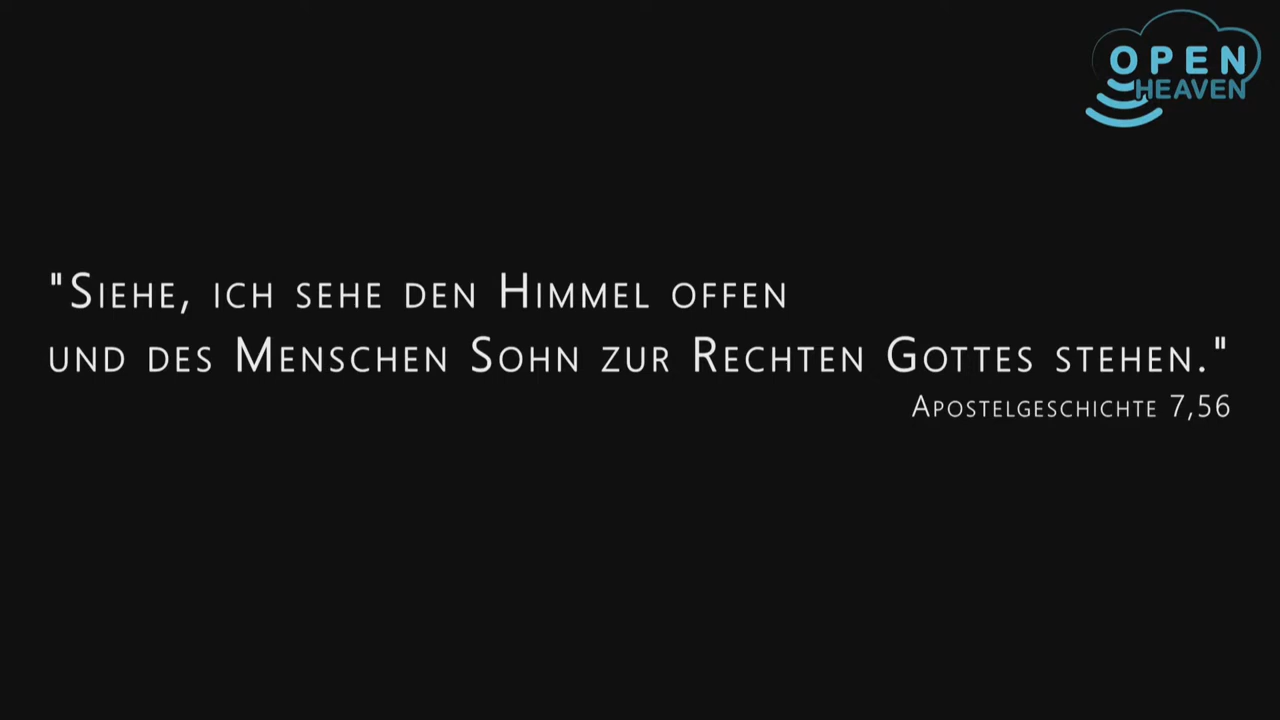 OPEN
HEAVEN
"Siehe, ich sehe den Himmel offen
und des Menschen Sohn zur Rechten Gottes stehen."
Apostelgeschichte 7,56